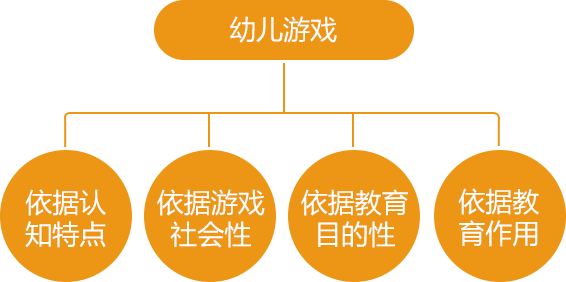 幼儿游戏
依据认
知特点
依据游戏
社会性
依据教育
目的性
依据教
育作用